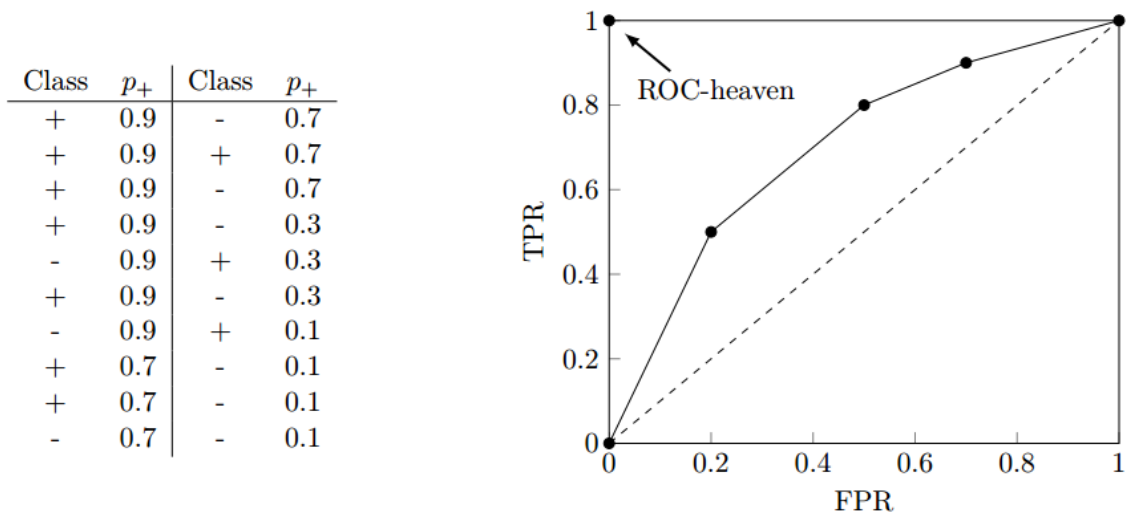 Class p+ Class p+
+ 0.9 - 0.7
+ 0.9 + 0.7
+ 0.9 - 0.7
+ 0.9 - 0.3
- 0.9 + 0.3
+ 0.9 - 0.3
- 0.9 + 0.1
+ 0.7 - 0.1
+ 0.7 - 0.1
- 0.7 - 0.1
1
ROC-heaven
0.8
0.6
TPR
0.4
0.2
0
0 0.2 0.4 0.6 0.8 1
FPR